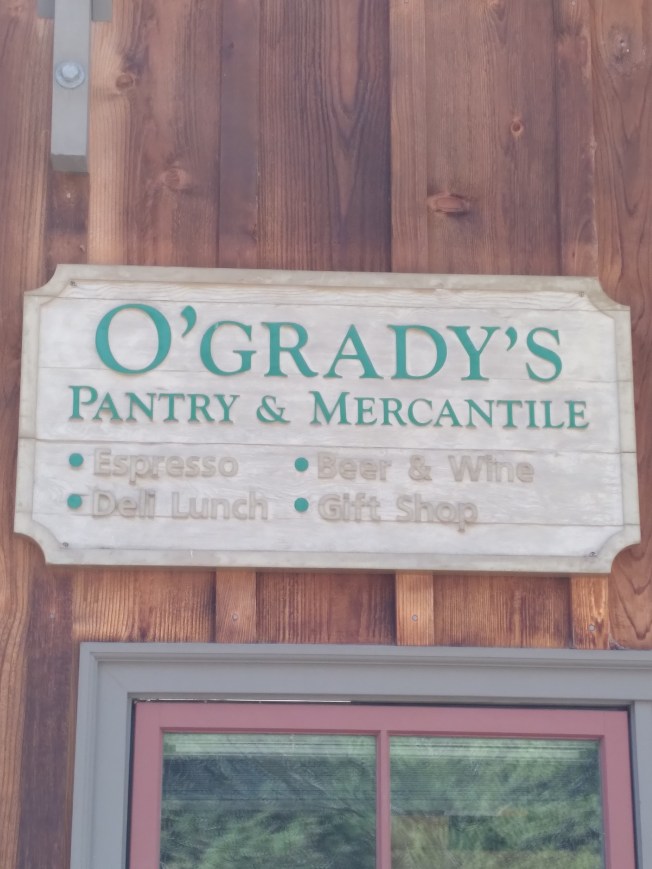 O'GRADY'S
PANTRY & MERCANTILE
• Espresso • Beer & Wine
• Deli Lunch • Gift Shop